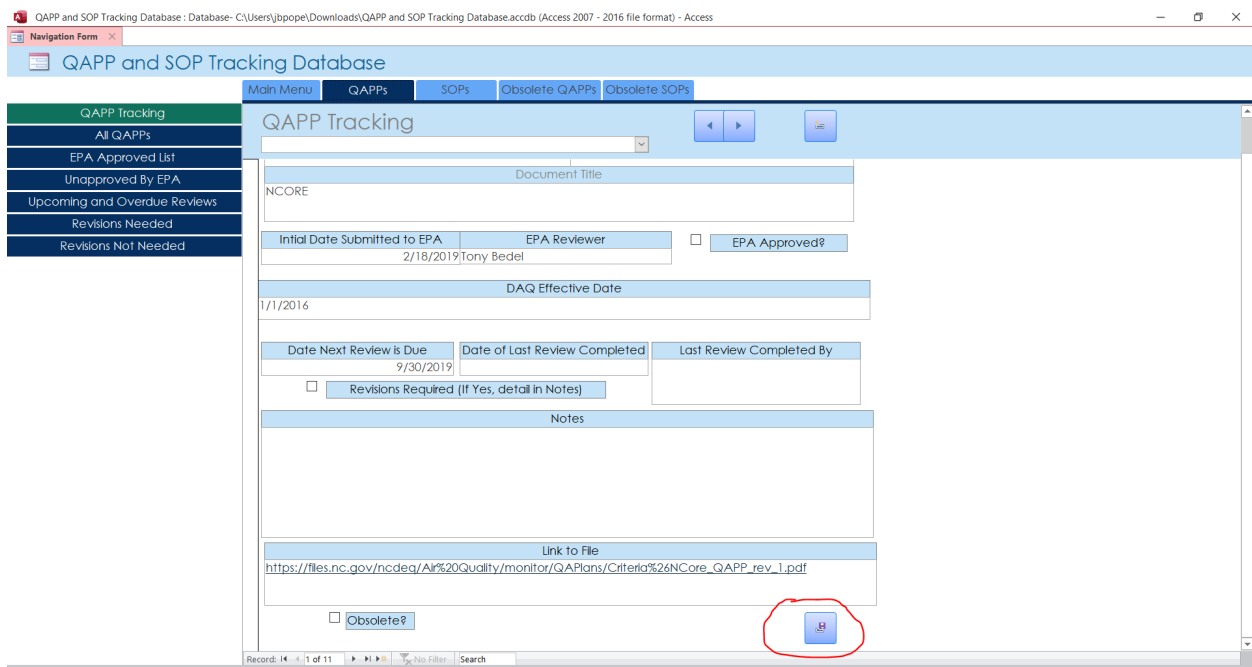 QAPP and SOP Tracking Database : Database- C:\Users\jbpope\Downloads\QAPP and SOP Tracking Database.accdb (Access 2007 - 2016 file format) - Access
Navigation Form
QAPP and SOP Tracking Database
Main Menu QAPPs SOPs Obsolete QAPPs Obsolete SOPs
QAPP Tracking
All QAPPs
EPA Approved List
Unapproved By EPA
Upcoming and Overdue Reviews
Revisions Needed
Revisions Not Needed
QAPP Tracking
Document Title
NCORE
Intial Date Submitted to EPA EPA Reviewer EPA Approved?
2/18/2019 Tony Bedel
DAQ Effective Date
1/1/2016
Date Next Review is Due Date of Last Review Completed Last Review Completed By
9/30/2019
Revisions Required (If Yes, detail in Notes)
Notes
Link to File
https://files.nc.gov/ncdeq/Air%20Quality/monitor/QAPlans/Criteria%26NCore_QAPP_rev_1.pdf
Obsolete?
Record: 1 of 11 No Filter Search